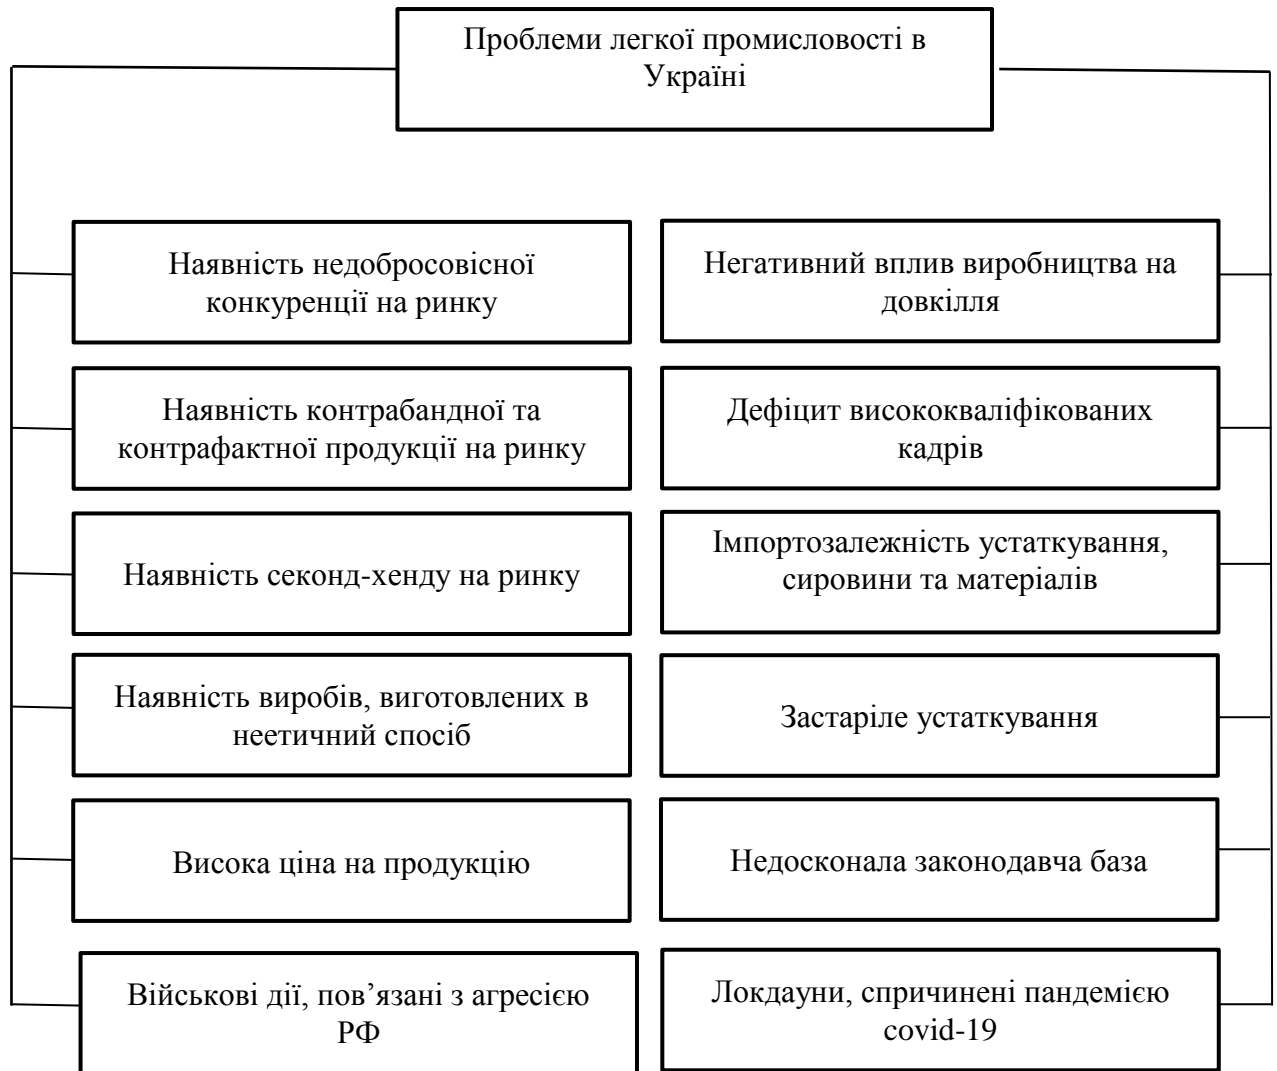 Проблеми легкої промисловості в
Україні
Наявність недобросовісної
конкуренції на ринку
Негативний вплив виробництва на
довкілля
Наявність контрабандної та
контрафактної продукції на ринку
Дефіцит висококваліфікованих
кадрів
Наявність секонд-хенду на ринку
Імпортозалежність устаткування,
сировини та матеріалів
Наявність виробів, виготовлених в
неетичний спосіб
Застаріле устаткування
Висока ціна на продукцію
Недосконала законодавча база
Військові дії, пов’язані з агресією
РФ
Локдауни, спричинені пандемією
covid-19